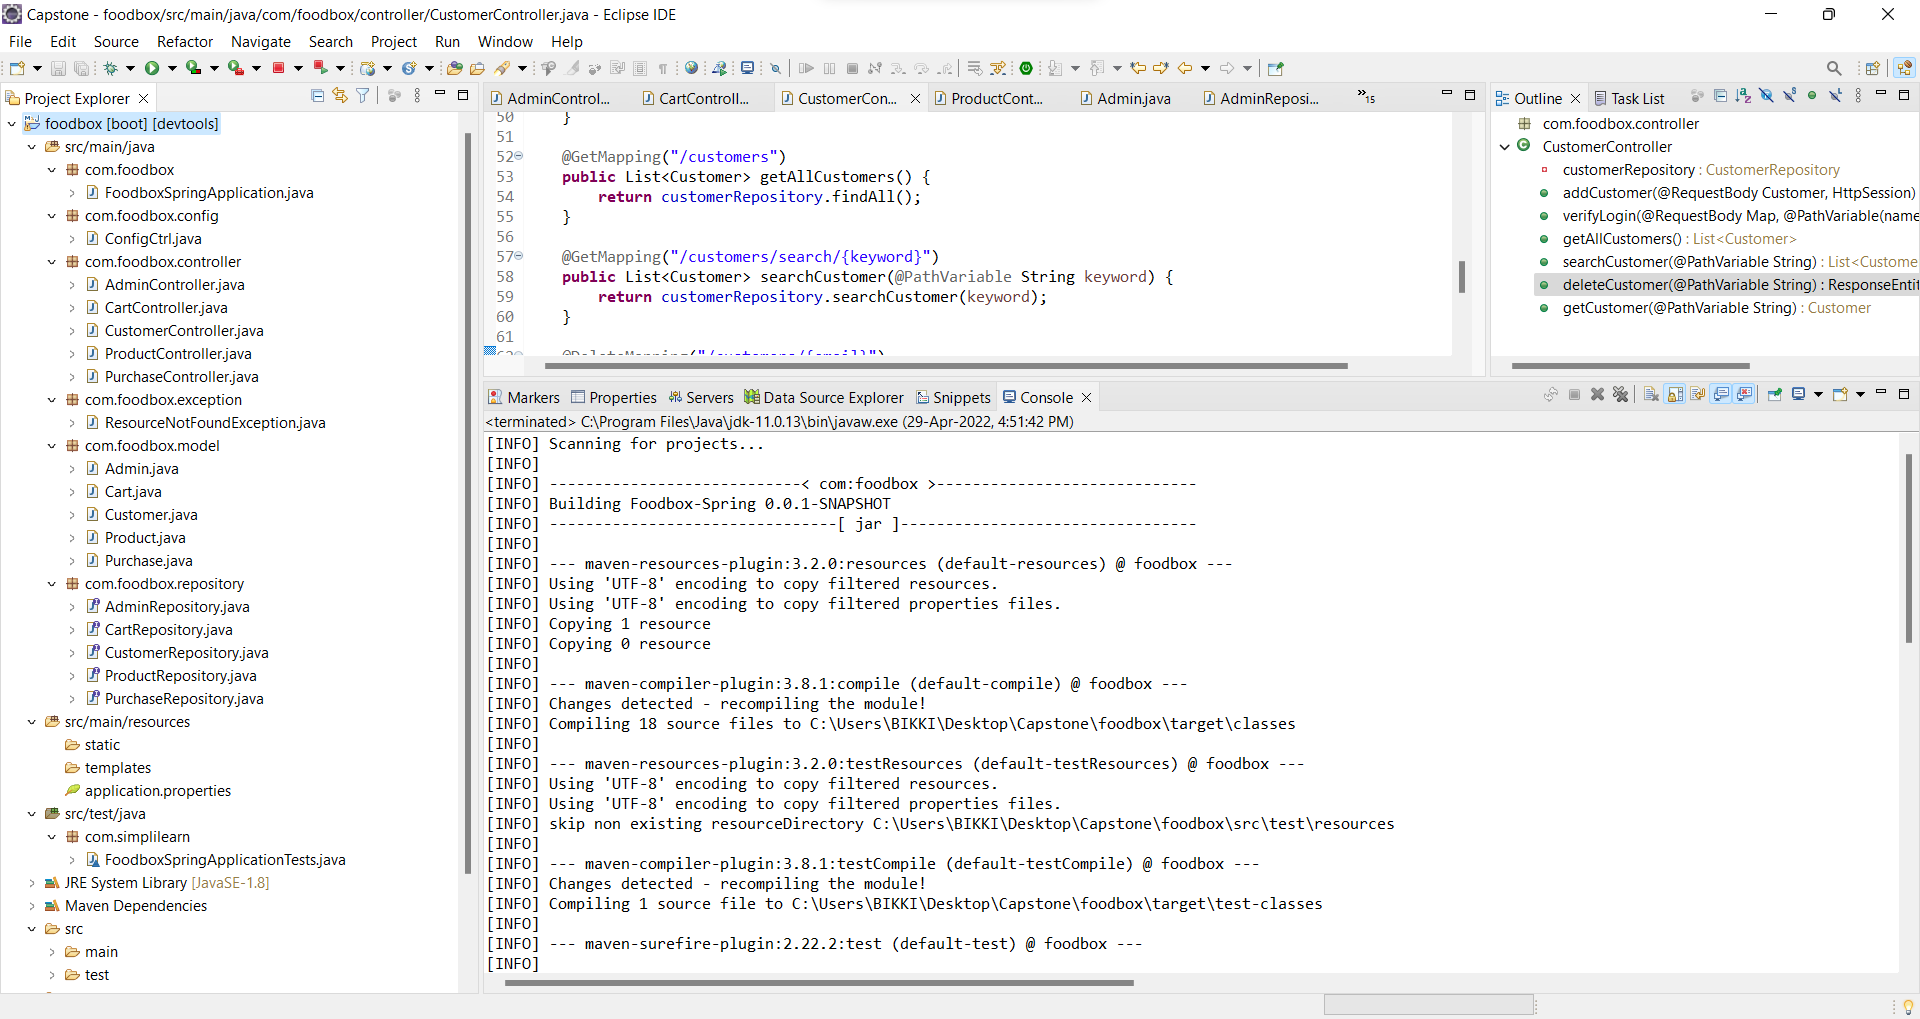 Capstone - foodbox/src/main/java/com/foodbox/controller/CustomerController.java - Eclipse IDE
File Edit Source Refactor Navigate Search Project Run Window Help
Project Explorer
foodbox [boot] [devtools]
src/main/java
com.foodbox
FoodboxSpringApplication.java
com.foodbox.config
ConfigCtrl.java
com.foodbox.controller
AdminController.java
CartController.java
CustomerController.java
ProductController.java
PurchaseController.java
com.foodbox.exception
ResourceNotFoundException.java
com.foodbox.model
Admin.java
Cart.java
Customer.java
Product.java
Purchase.java
com.foodbox.repository
AdminRepository.java
CartRepository.java
CustomerRepository.java
ProductRepository.java
PurchaseRepository.java
src/main/resources
static
templates
application.properties
src/test/java
com.simplilearn
FoodboxSpringApplicationTests.java
JRE System Library [JavaSE-1.8]
Maven Dependencies
src
main
test
AdminControl... CartControll... CustomerCon... ProductCont... Admin.java AdminReposi... »15
50 }
51
52 @GetMapping("/customers")
53 public List<Customer> getAllCustomers() {
54 return customerRepository.findAll();
55 }
56
57 @GetMapping("/customers/search/{keyword}")
58 public List<Customer> searchCustomer(@PathVariable String keyword) {
59 return customerRepository.searchCustomer(keyword);
60 }
61
62 @DeleteMapping("/customers/{email}")
Outline Task List
com.foodbox.controller
CustomerController
customerRepository : CustomerRepository
addCustomer(@RequestBody Customer, HttpSession)
verifyLogin(@RequestBody Map, @PathVariable(name
getAllCustomers() : List<Customer>
searchCustomer(@PathVariable String) : List<Custome
deleteCustomer(@PathVariable String) : ResponseEntit
getCustomer(@PathVariable String) : Customer
Markers Properties Servers Data Source Explorer Snippets Console
<terminated> C:\Program Files\Java\jdk-11.0.13\bin\javaw.exe (29-Apr-2022, 4:51:42 PM)
[INFO] Scanning for projects...
[INFO]
[INFO] ----------------------------< com:foodbox >-----------------------------
[INFO] Building Foodbox-Spring 0.0.1-SNAPSHOT
[INFO] --------------------------------[ jar ]---------------------------------
[INFO]
[INFO] --- maven-resources-plugin:3.2.0:resources (default-resources) @ foodbox ---
[INFO] Using 'UTF-8' encoding to copy filtered resources.
[INFO] Using 'UTF-8' encoding to copy filtered properties files.
[INFO] Copying 1 resource
[INFO] Copying 0 resource
[INFO]
[INFO] --- maven-compiler-plugin:3.8.1:compile (default-compile) @ foodbox ---
[INFO] Changes detected - recompiling the module!
[INFO] Compiling 18 source files to C:\Users\BIKKI\Desktop\Capstone\foodbox\target\classes
[INFO]
[INFO] --- maven-resources-plugin:3.2.0:testResources (default-testResources) @ foodbox ---
[INFO] Using 'UTF-8' encoding to copy filtered resources.
[INFO] Using 'UTF-8' encoding to copy filtered properties files.
[INFO] skip non existing resourceDirectory C:\Users\BIKKI\Desktop\Capstone\foodbox\src\test\resources
[INFO]
[INFO] --- maven-compiler-plugin:3.8.1:testCompile (default-testCompile) @ foodbox ---
[INFO] Changes detected - recompiling the module!
[INFO] Compiling 1 source file to C:\Users\BIKKI\Desktop\Capstone\foodbox\target\test-classes
[INFO]
[INFO] --- maven-surefire-plugin:2.22.2:test (default-test) @ foodbox ---
[INFO]